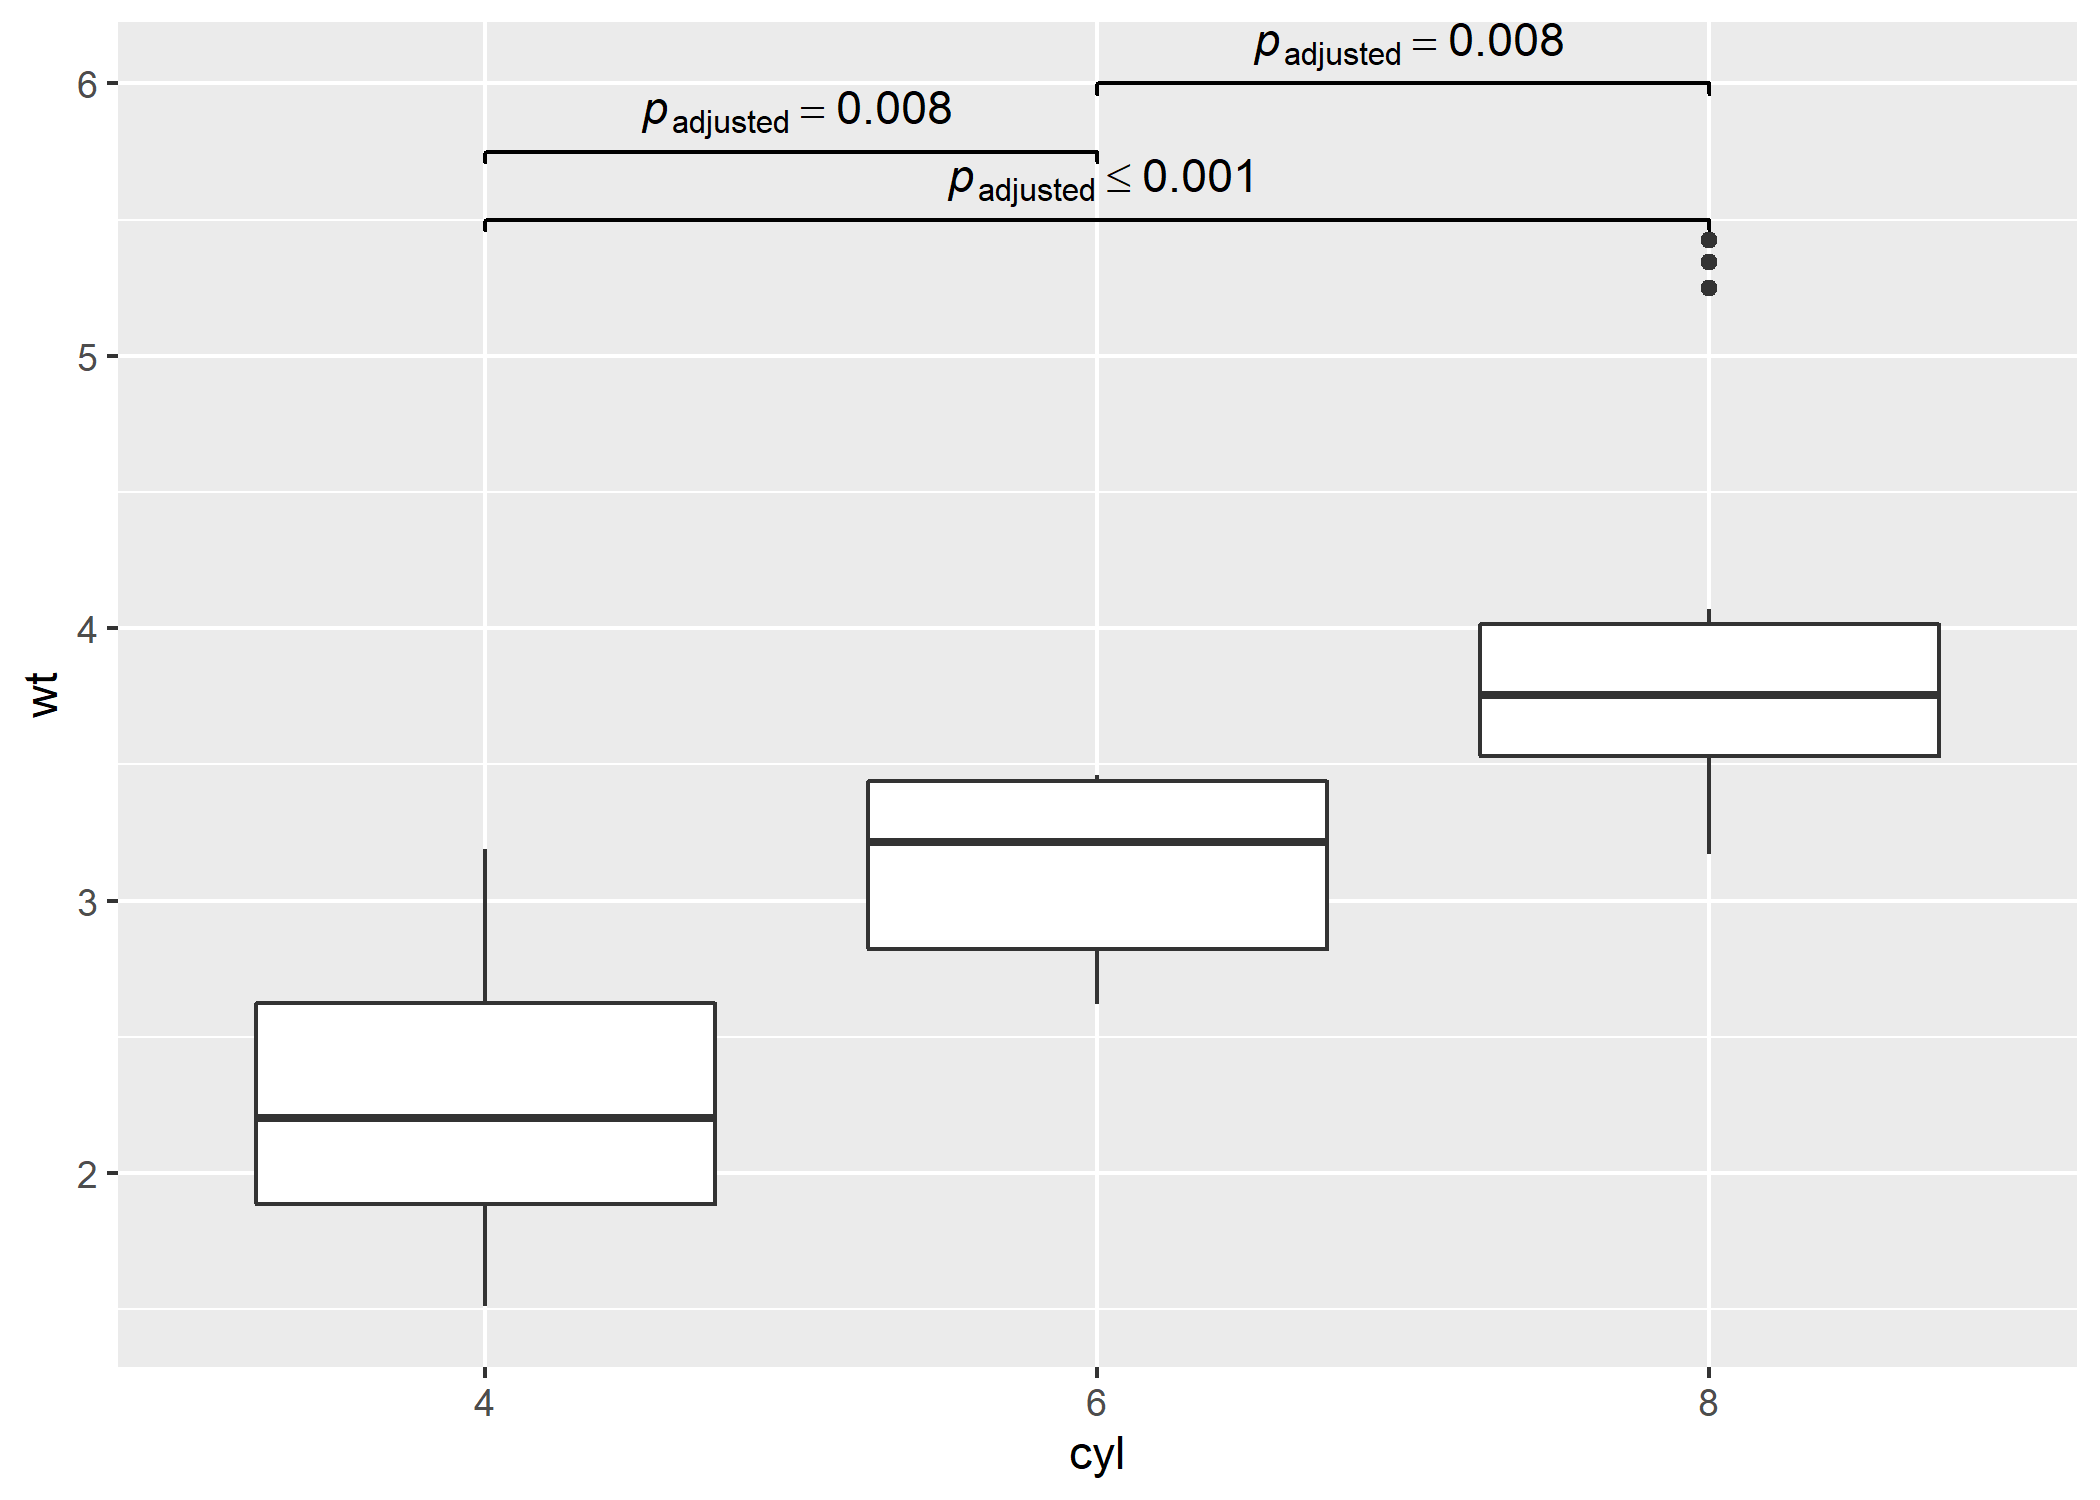 p adjusted = 0.008
6
p adjusted = 0.008
p adjusted ≤ 0.001
5
4
wt
3
2
4 6 8
cyl